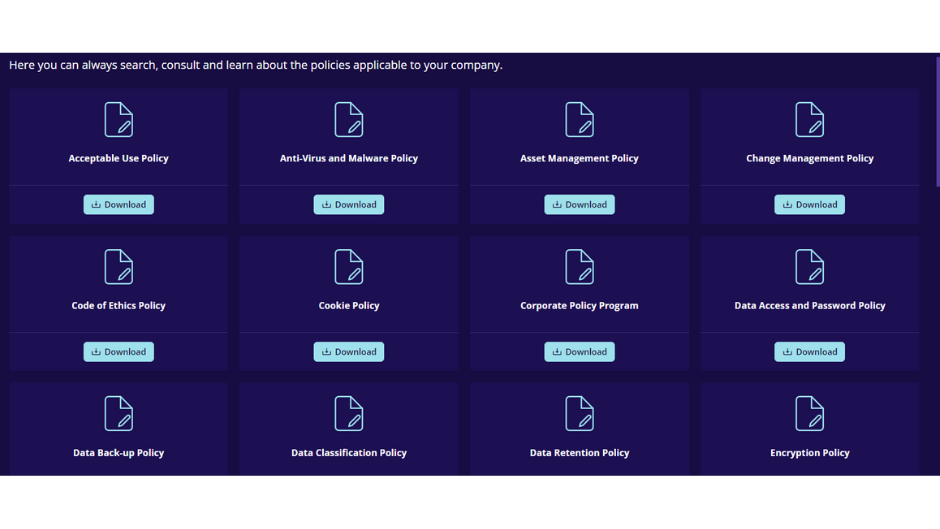 Here you can always search, consult and learn about the policies applicable to your company.
Acceptable Use Policy
Anti-Virus and Malware Policy
Asset Management Policy
Change Management Policy
Download
Download
Download
Download
Code of Ethics Policy
Cookie Policy
Corporate Policy Program
Data Access and Password Policy
Download
Download
Download
Download
Data Back-up Policy
Data Classification Policy
Data Retention Policy
Encryption Policy